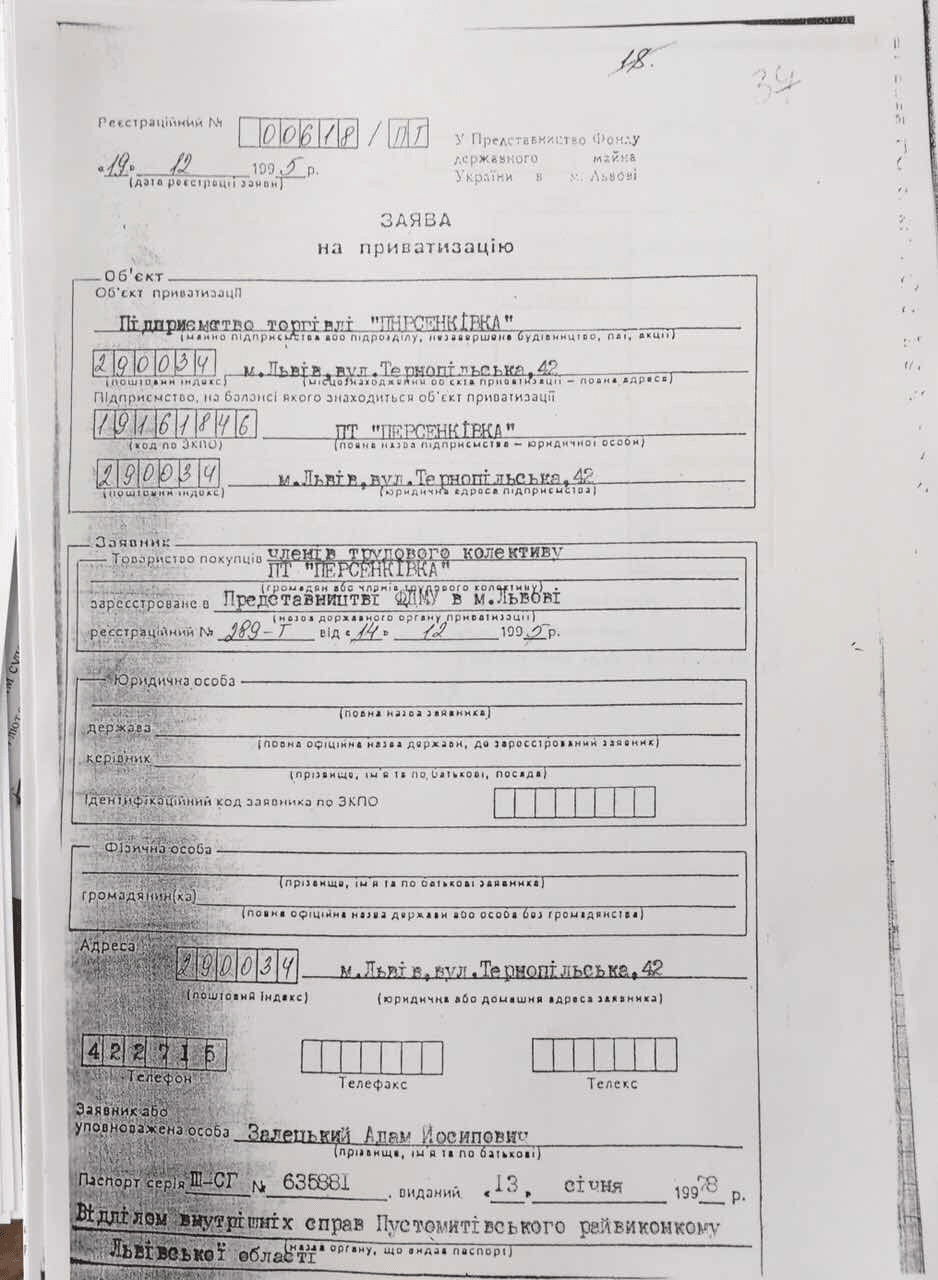 18.
34
Реєстраційний № 00618 / ПТ
«19» 12 1995 р.
(дата реєстрації заяви)
У Представництво Фонду
державного майна
України в м. Львові
ЗАЯВА
на приватизацію
Об'єкт
Об'єкт приватизації
Підприємство торгівлі "ПИРСЕНКІВКА"
(майно підприємства або підрозділу, незавершене будівництво, паї, акції)
290034 м.Львів,вул.Тернопільська,42
(поштовий індекс) (місцезнаходження об'єкта приватизації – повна адреса)
Підприємство, на балансі якого знаходиться об'єкт приватизації
19161846 ПТ "ПЕРСЕНКІВКА"
(код по ЗКПО) (повна назва підприємства – юридичної особи)
290034 м.Львів,вул.Тернопільська,42
(поштовий індекс) (юридична адреса підприємства)
Заявник
Товариство покупців членів трудового колективу
ПТ "ПЕРСЕНКІВКА"
(громадян або членів трудового колективу)
зареєстроване в Представництві ФДМУ в м.Львові
(назва державного органу приватизації)
реєстраційний № 289-Т від «14» 12 1995 р.
Юридична особа
(повна назва заявника)
держава
(повна офіційна назва держави, де зареєстрований заявник)
керівник
(прізвище, ім'я та по батькові, посада)
Ідентифікаційний код заявника по ЗКПО
Фізична особа
(прізвище, ім'я та по батькові заявника)
громадянин(ка)
(повна офіційна назва держави або особа без громадянства)
Адреса
290034 м.Львів,вул.Тернопільська,42
(поштовий індекс) (юридична або домашня адреса заявника)
422715
Телефон Телефакс Телекс
Заявник або
уповноважена особа Залецький Адам Йосипович
(прізвище, ім'я та по батькові)
Паспорт серія ІІІ-СГ № 635881, виданий «13» січня 1998 р.
Відділом внутрішніх справ Пустомитівського райвиконкому
Львівської області (назва органу, що видав паспорт)